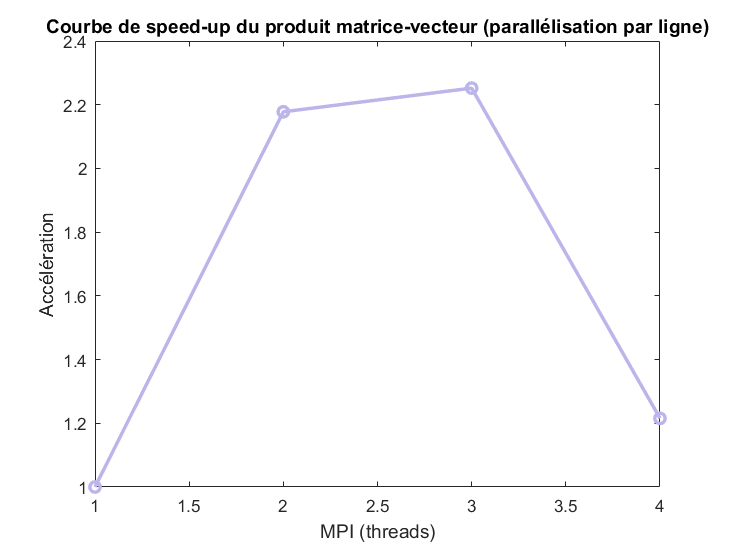 Courbe de speed-up du produit matrice-vecteur (parallélisation par ligne)
2.4
2.2
2
1.8
1.6
1.4
1.2
1
Accélération
1 1.5 2 2.5 3 3.5 4
MPI (threads)